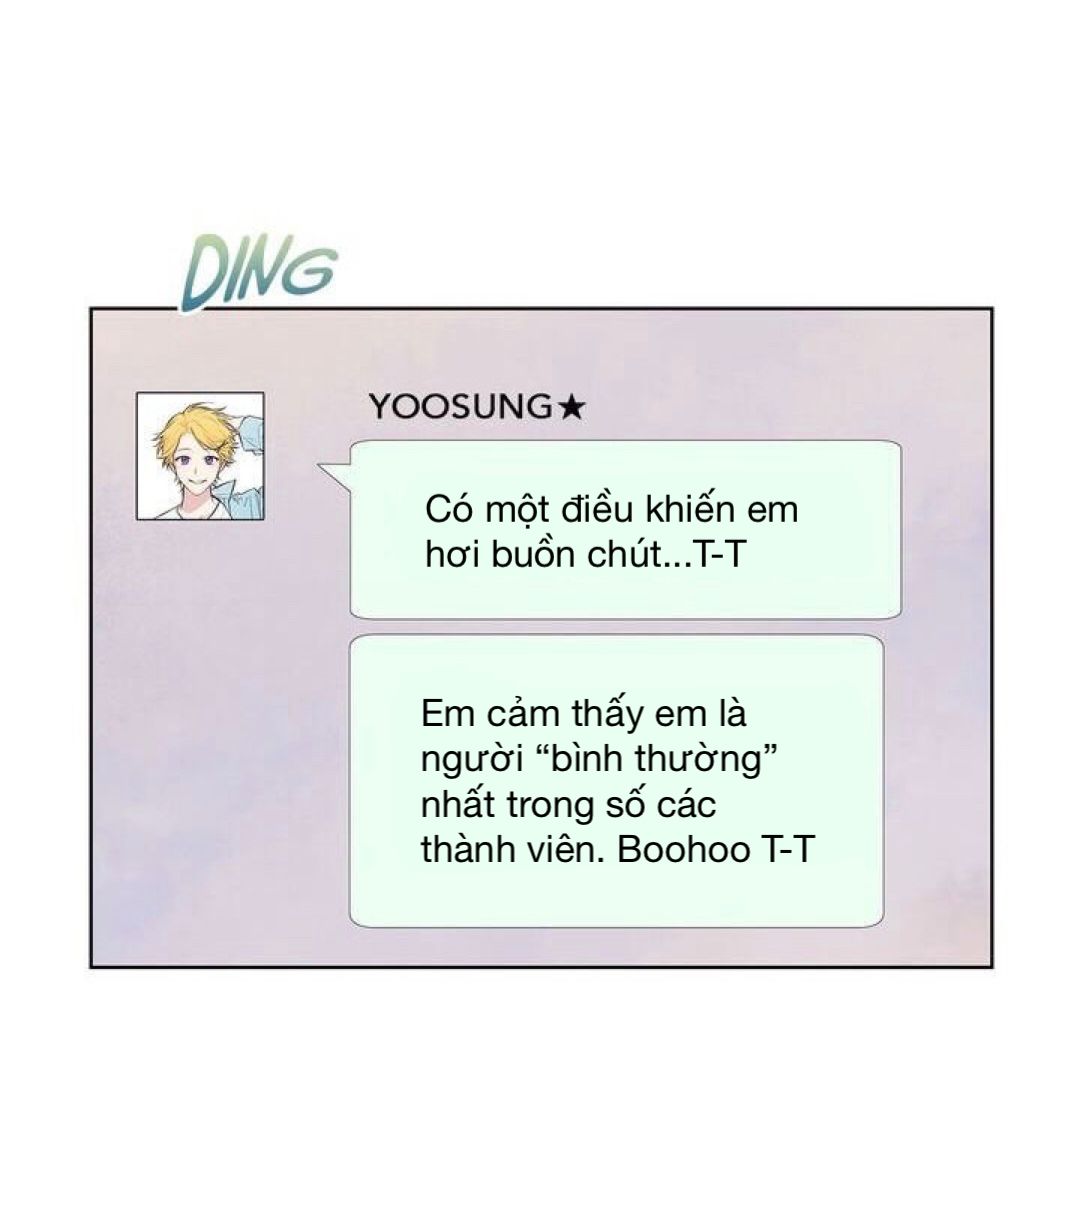 DING
YOOSUNG★
Có một điều khiến em
hơi buồn chút...T-T
Em cảm thấy em là
người “bình thường”
nhất trong số các
thành viên. Boohoo T-T